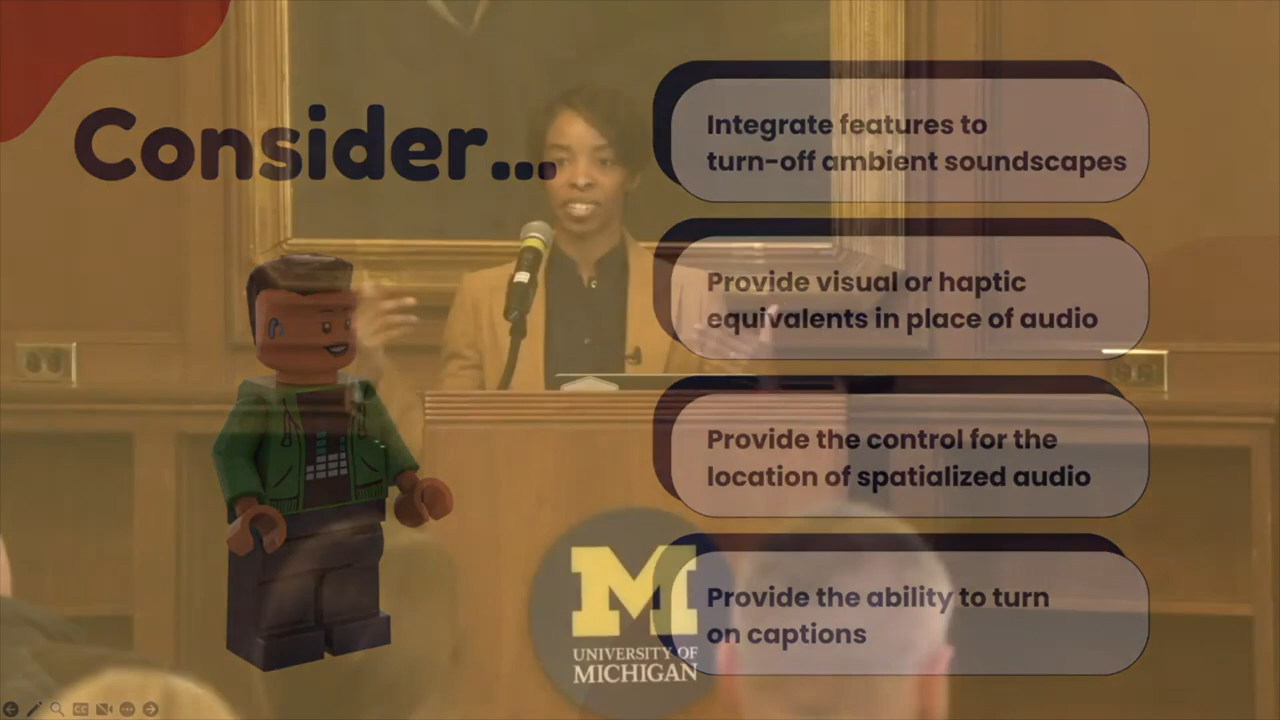 Consider...
Integrate features to
turn-off ambient soundscapes
Provide visual or haptic
equivalents in place of audio
Provide the control for the
location of spatialized audio
Provide the ability to turn
on captions
M
UNIVERSITY OF
MICHIGAN
CC